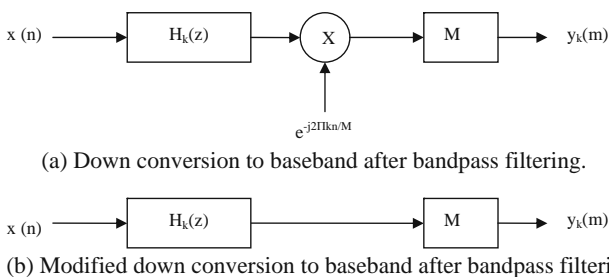 x (n) H_k(z) X M y_k(m)
e^-j2Πkn/M
(a) Down conversion to baseband after bandpass filtering.
x (n) H_k(z) M y_k(m)
(b) Modified down conversion to baseband after bandpass filteri